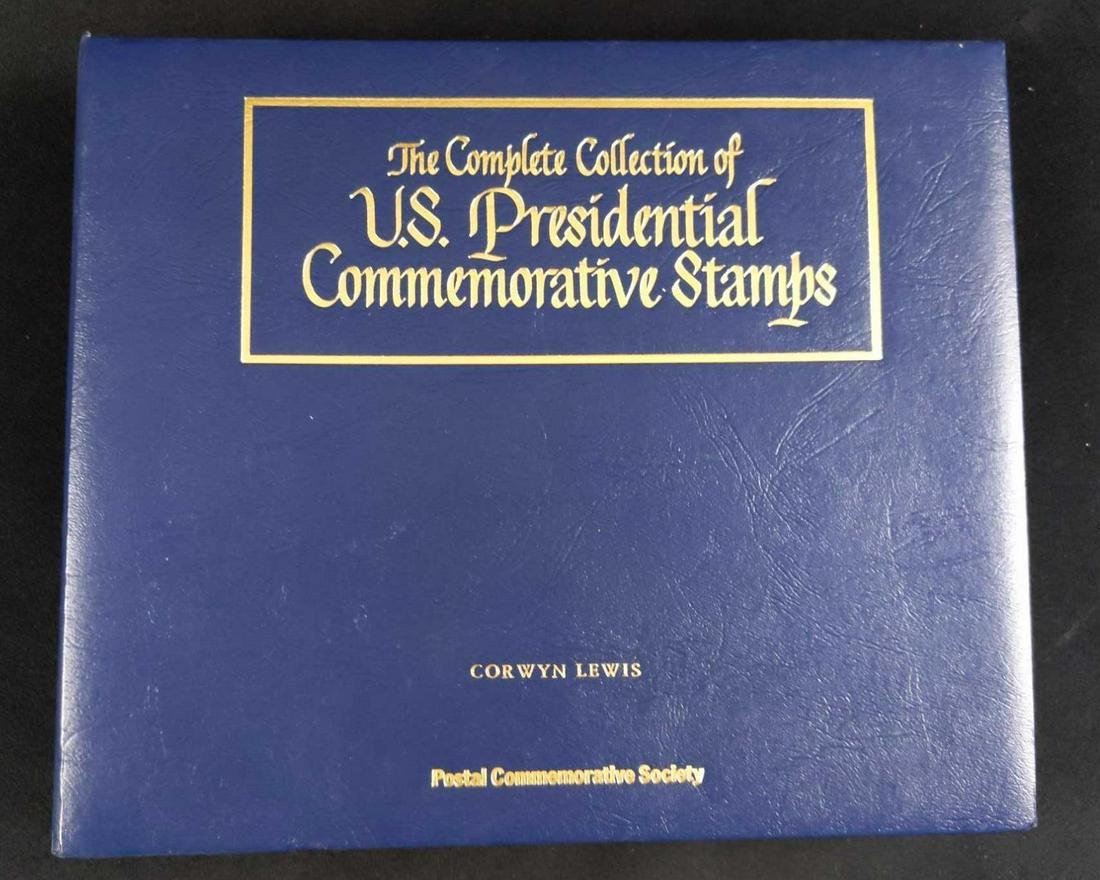 The Complete Collection of
U.S. Presidential
Commemorative Stamps
CORWYN LEWIS
Postal Commemorative Society